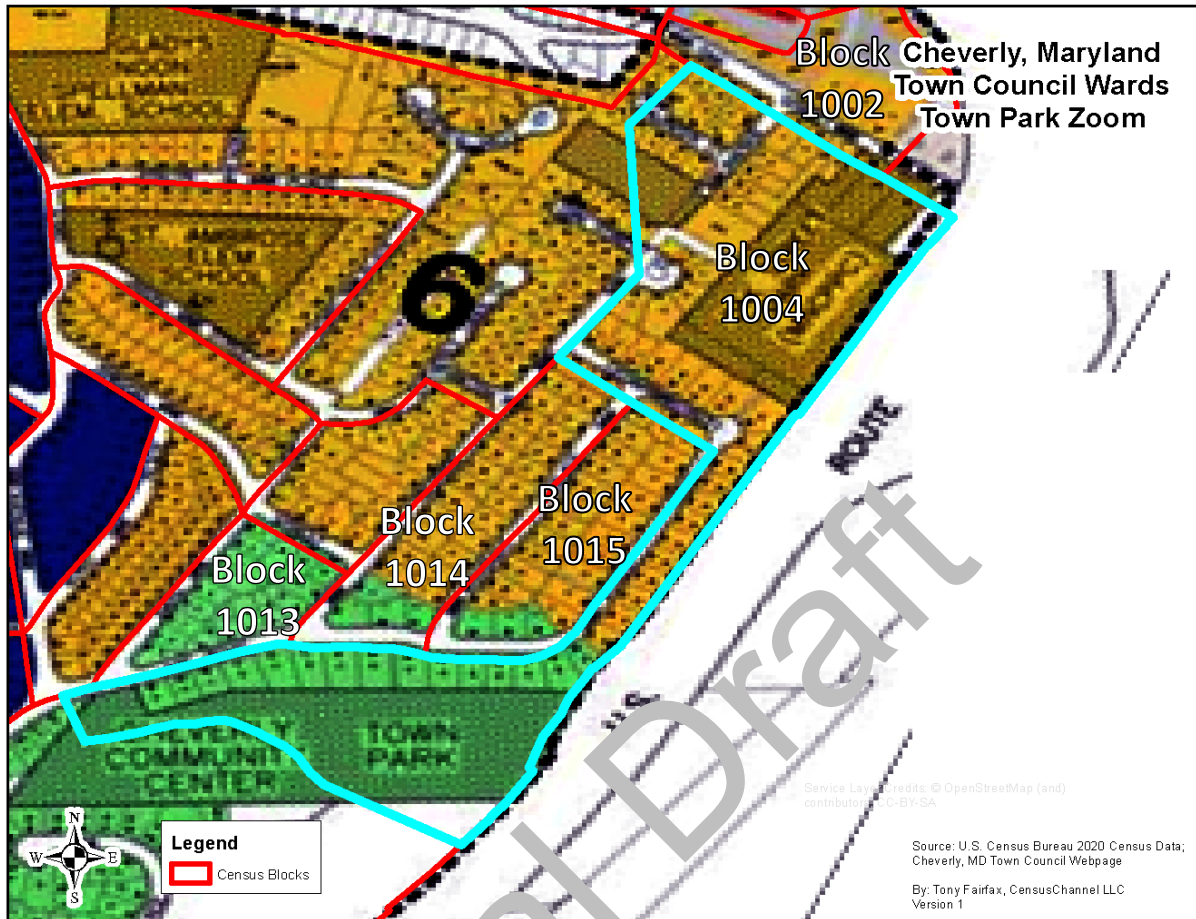 Cheverly, Maryland
Town Council Wards
Town Park Zoom
Block
1002
Block
1004
6
ROUTE
Block
1015
Block
1014
Block
1013
U.S.
COMMUNITY
CENTER
TOWN
PARK
Draft
Service Layer Credits: © OpenStreetMap (and)
contributors, CC-BY-SA
N
W
E
S
Legend
Census Blocks
Source: U.S. Census Bureau 2020 Census Data;
Cheverly, MD Town Council Webpage
By: Tony Fairfax, CensusChannel LLC
Version 1